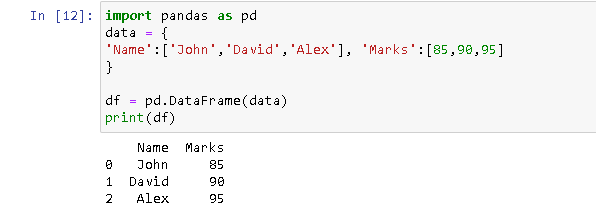 In [12]: import pandas as pd
data = {
'Name':['John','David','Alex'], 'Marks':[85,90,95]
}
df = pd.DataFrame(data)
print(df)
Name Marks
0 John 85
1 David 90
2 Alex 95